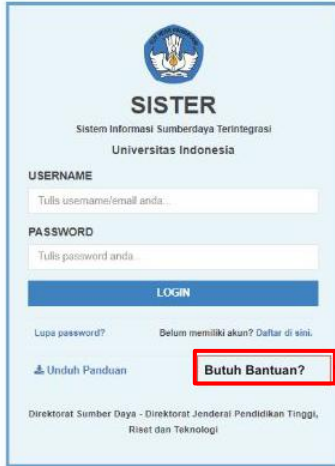 SISTER
Sistem Informasi Sumberdaya Terintegrasi
Universitas Indonesia
USERNAME
Tulis username/email anda...
PASSWORD
Tulis password anda...
LOGIN
Lupa password? Belum memiliki akun? Daftar di sini.
Unduh Panduan Butuh Bantuan?
Direktorat Sumber Daya - Direktorat Jenderal Pendidikan Tinggi,
Riset dan Teknologi